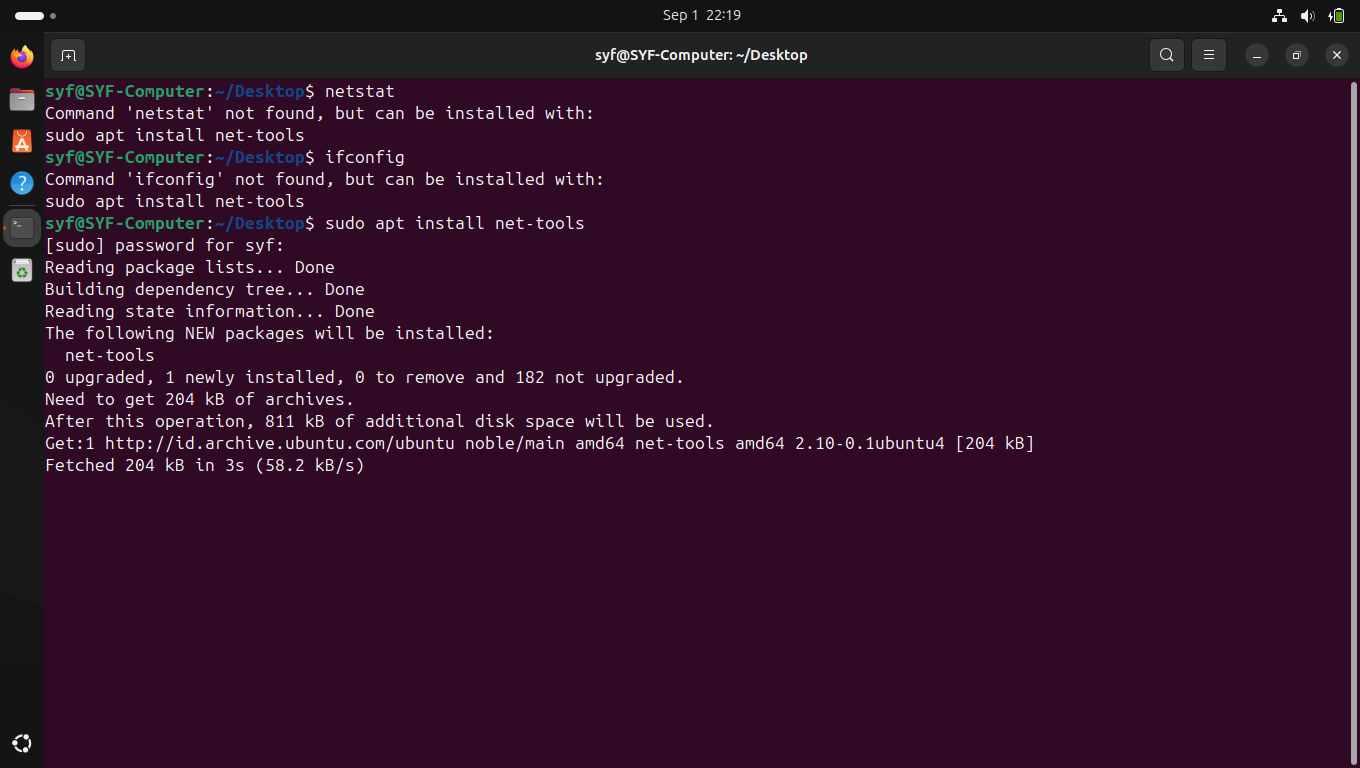 Sep 1 22:19
syf@SYF-Computer: ~/Desktop
syf@SYF-Computer:~/Desktop$ netstat
Command 'netstat' not found, but can be installed with:
sudo apt install net-tools
syf@SYF-Computer:~/Desktop$ ifconfig
Command 'ifconfig' not found, but can be installed with:
sudo apt install net-tools
syf@SYF-Computer:~/Desktop$ sudo apt install net-tools
[sudo] password for syf:
Reading package lists... Done
Building dependency tree... Done
Reading state information... Done
The following NEW packages will be installed:
  net-tools
0 upgraded, 1 newly installed, 0 to remove and 182 not upgraded.
Need to get 204 kB of archives.
After this operation, 811 kB of additional disk space will be used.
Get:1 http://id.archive.ubuntu.com/ubuntu noble/main amd64 net-tools amd64 2.10-0.1ubuntu4 [204 kB]
Fetched 204 kB in 3s (58.2 kB/s)